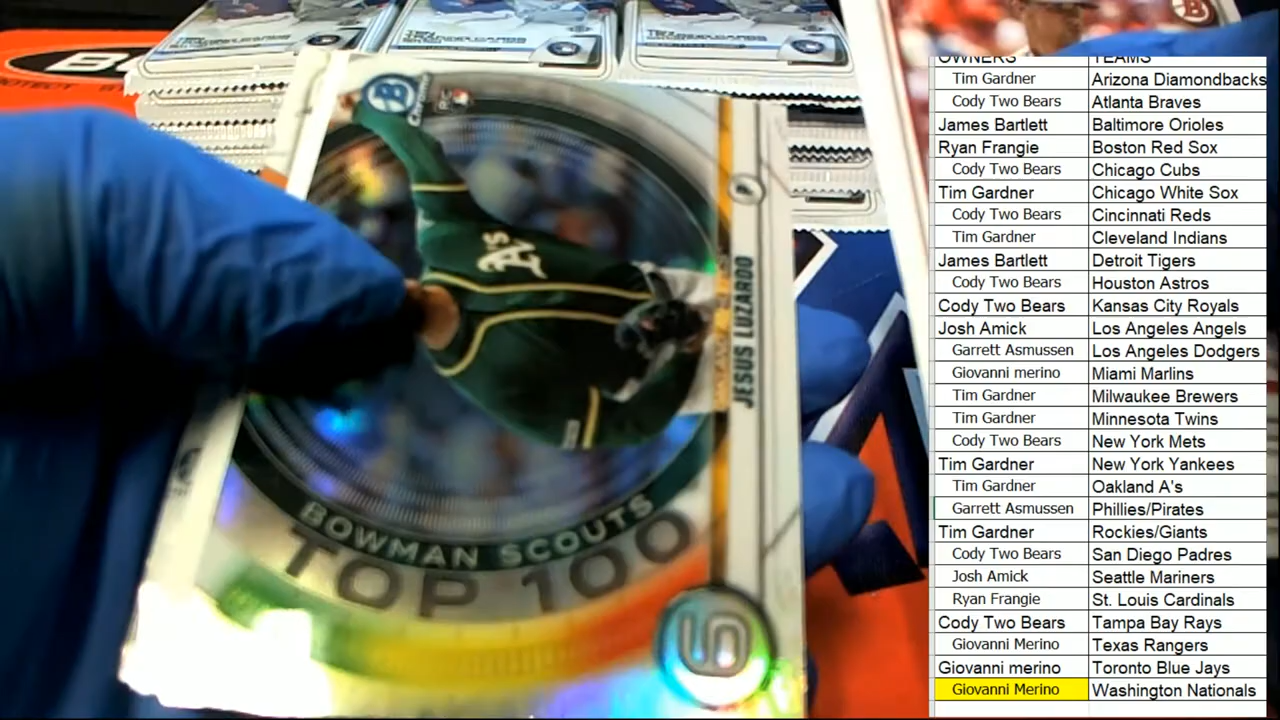 OWNERS TEAMS
Tim Gardner Arizona Diamondbacks
Cody Two Bears Atlanta Braves
James Bartlett Baltimore Orioles
Ryan Frangie Boston Red Sox
Cody Two Bears Chicago Cubs
Tim Gardner Chicago White Sox
Cody Two Bears Cincinnati Reds
Tim Gardner Cleveland Indians
James Bartlett Detroit Tigers
Cody Two Bears Houston Astros
Cody Two Bears Kansas City Royals
Josh Amick Los Angeles Angels
Garrett Asmussen Los Angeles Dodgers
Giovanni merino Miami Marlins
Tim Gardner Milwaukee Brewers
Tim Gardner Minnesota Twins
Cody Two Bears New York Mets
Tim Gardner New York Yankees
Tim Gardner Oakland A's
Garrett Asmussen Phillies/Pirates
Tim Gardner Rockies/Giants
Cody Two Bears San Diego Padres
Josh Amick Seattle Mariners
Ryan Frangie St. Louis Cardinals
Cody Two Bears Tampa Bay Rays
Giovanni Merino Texas Rangers
Giovanni merino Toronto Blue Jays
Giovanni Merino Washington Nationals
B
RC
A's
P
JESUS LUZARDO
BOWMAN SCOUTS
TOP 100